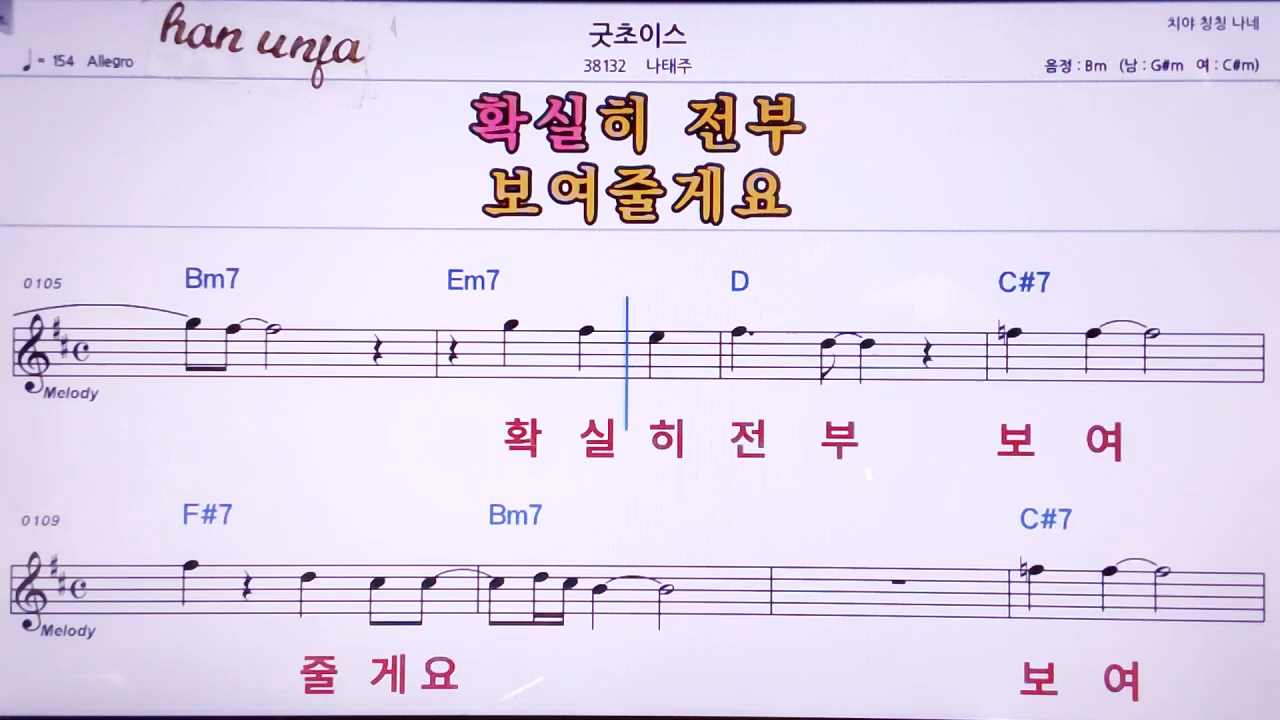 han unfa
굿초이스
치야 칭칭 나네
♩= 154 Allegro
38132 나태주
음정 : Bm (남 : G#m 여 : C#m)
확실히 전부
보여줄게요
0105 Bm7 Em7 D C#7
Melody
확 실 히 전 부 보 여
0109 F#7 Bm7 C#7
Melody
줄 게 요 보 여